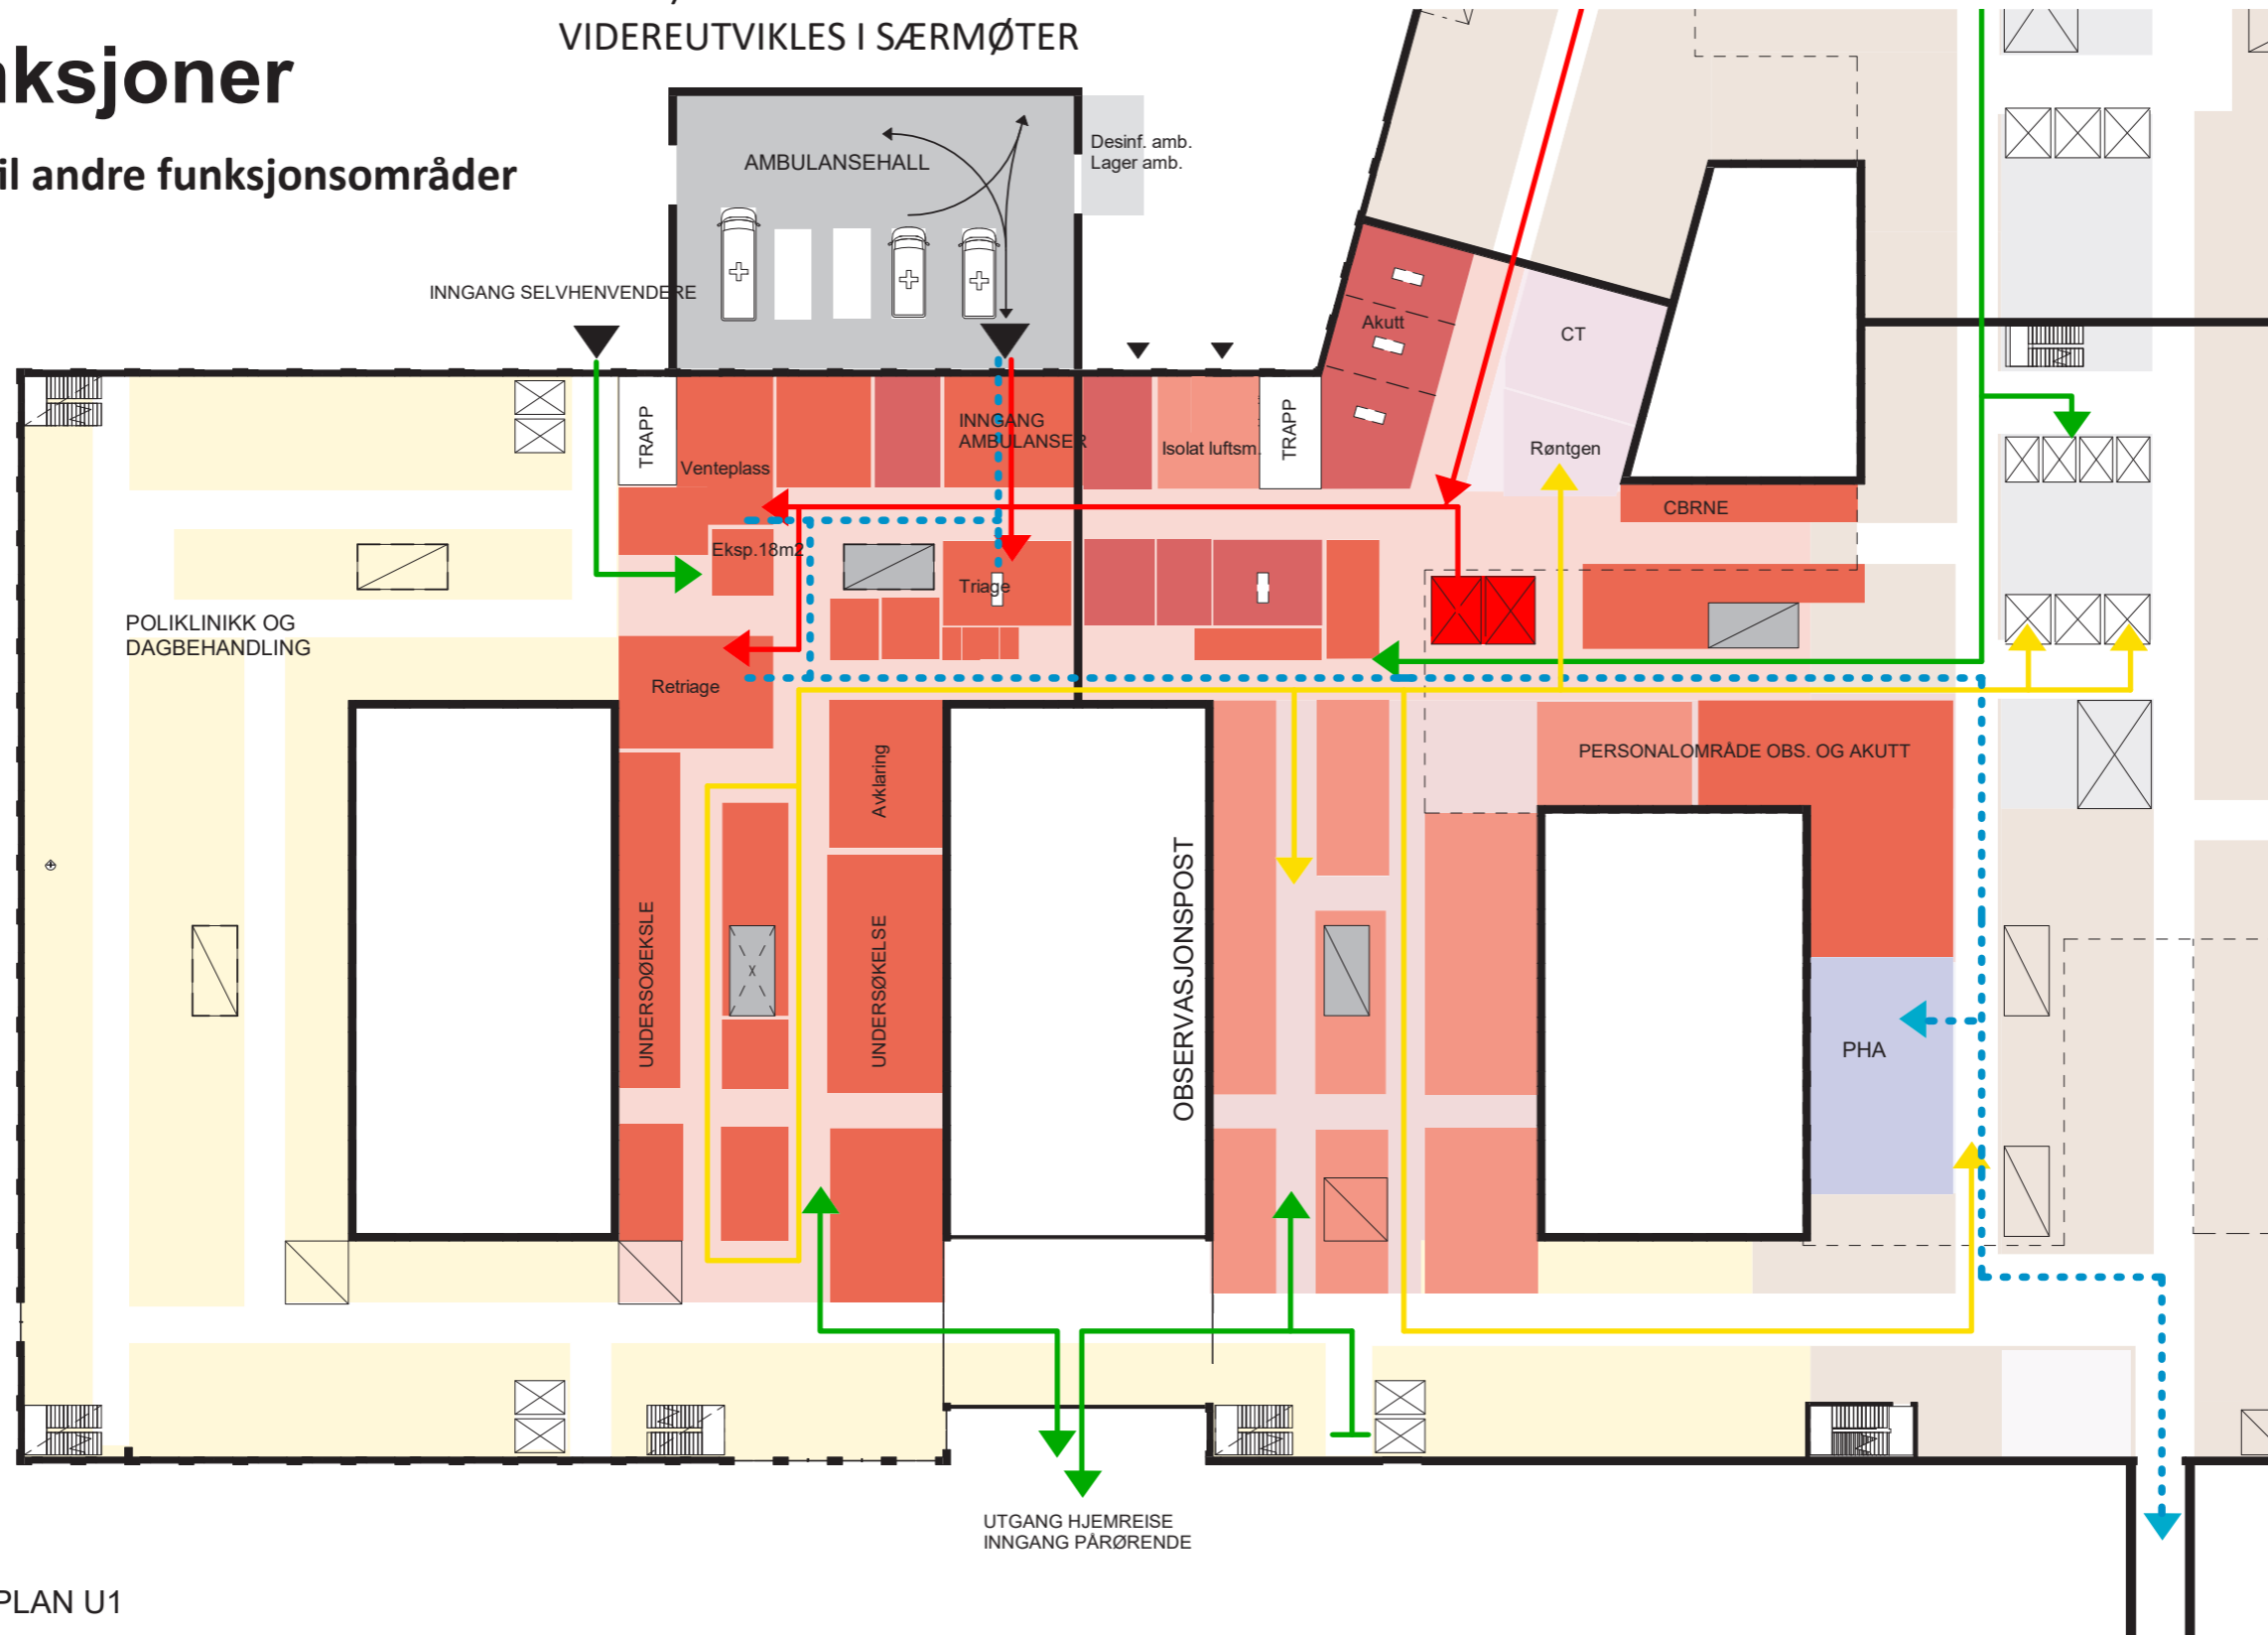 nksjoner
VIDEREUTVIKLES I SÆRMØTER
il andre funksjonsområder
AMBULANSEHALL
Desinf. amb.
Lager amb.
INNGANG SELVHENVENDERE
Akutt
CT
TRAPP
Venteplass
INNGANG
AMBULANSER
Isolat luftsm.
TRAPP
Røntgen
CBRNE
Eksp.18m2
Triage
POLIKLINIKK OG
DAGBEHANDLING
Retriage
Avklaring
PERSONALOMRÅDE OBS. OG AKUTT
UNDERSOØEKSLE
UNDERSØKELSE
OBSERVASJONSPOST
PHA
UTGANG HJEMREISE
INNGANG PÅRØRENDE
PLAN U1